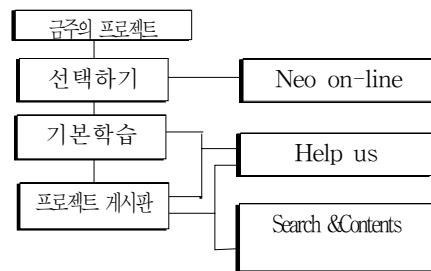 금주의 프로젝트
선택하기
Neo on-line
기본학습
Help us
프로젝트 게시판
Search &Contents